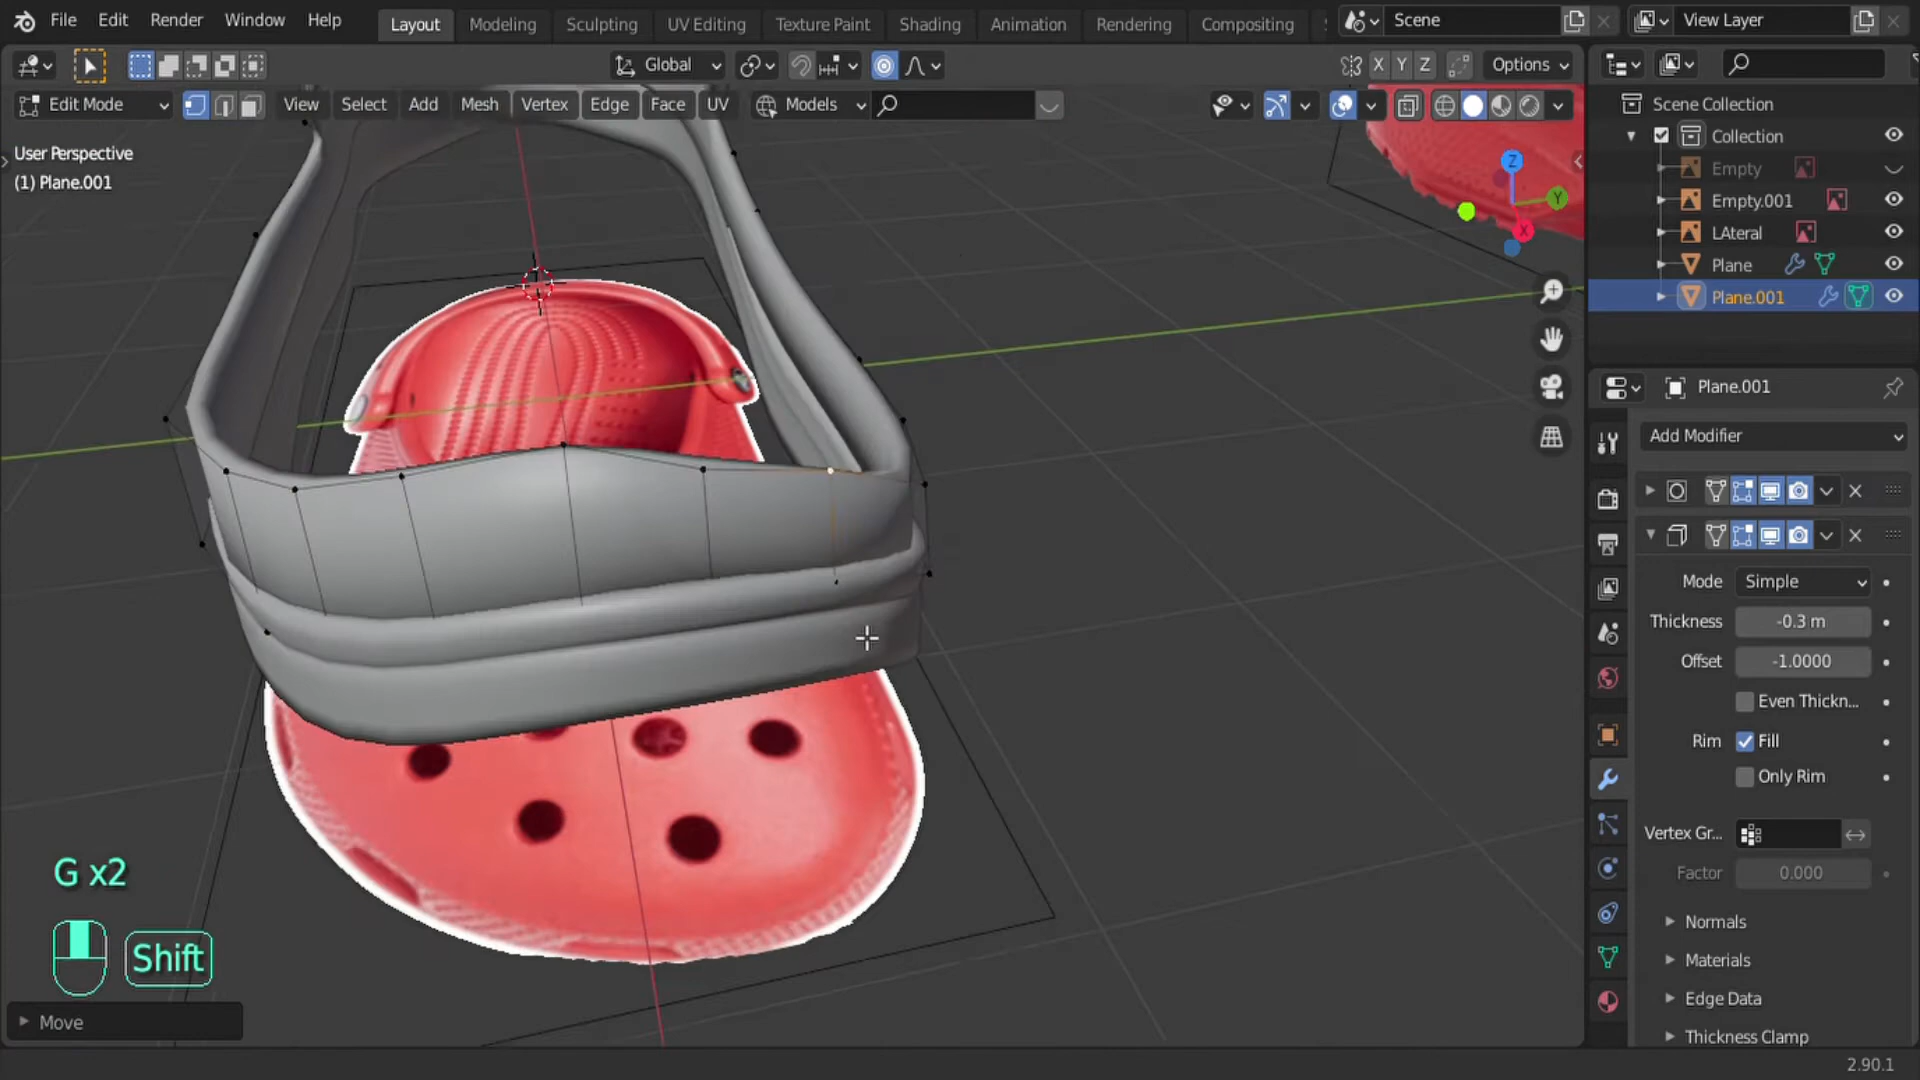 File Edit Render Window Help Layout Modeling Sculpting UV Editing Texture Paint Shading Animation Rendering Compositing Scene View Layer
Global X Y Z Options
Edit Mode View Select Add Mesh Vertex Edge Face UV Models
Scene Collection
User Perspective
(1) Plane.001
Collection
Empty
Empty.001
LAteral
Plane
Plane.001
Z
Y
X
Plane.001
Add Modifier
Mode Simple
Thickness -0.3 m
Offset -1.0000
Even Thickn...
Rim Fill
Only Rim
Vertex Gr...
Factor 0.000
Normals
Materials
Edge Data
Thickness Clamp
G x2
Shift
Move
2.90.1